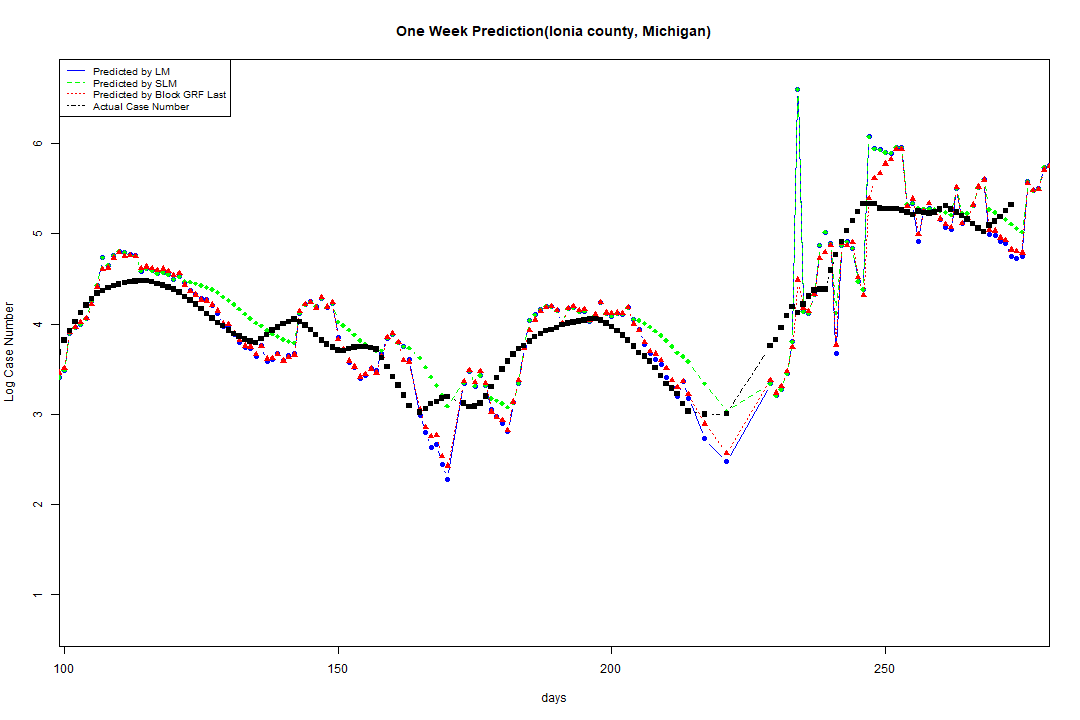 One Week Prediction(Ionia county, Michigan)
Predicted by LM
Predicted by SLM
Predicted by Block GRF Last
Actual Case Number
Log Case Number
6
5
4
3
2
1
100
150
200
250
days